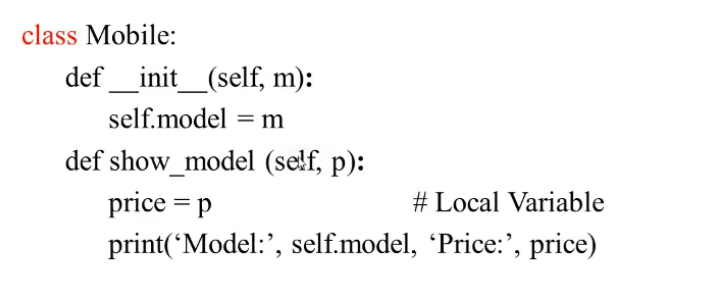 class Mobile:
def __init__(self, m):
self.model = m
def show_model (self, p):
price = p # Local Variable
print(‘Model:’, self.model, ‘Price:’, price)